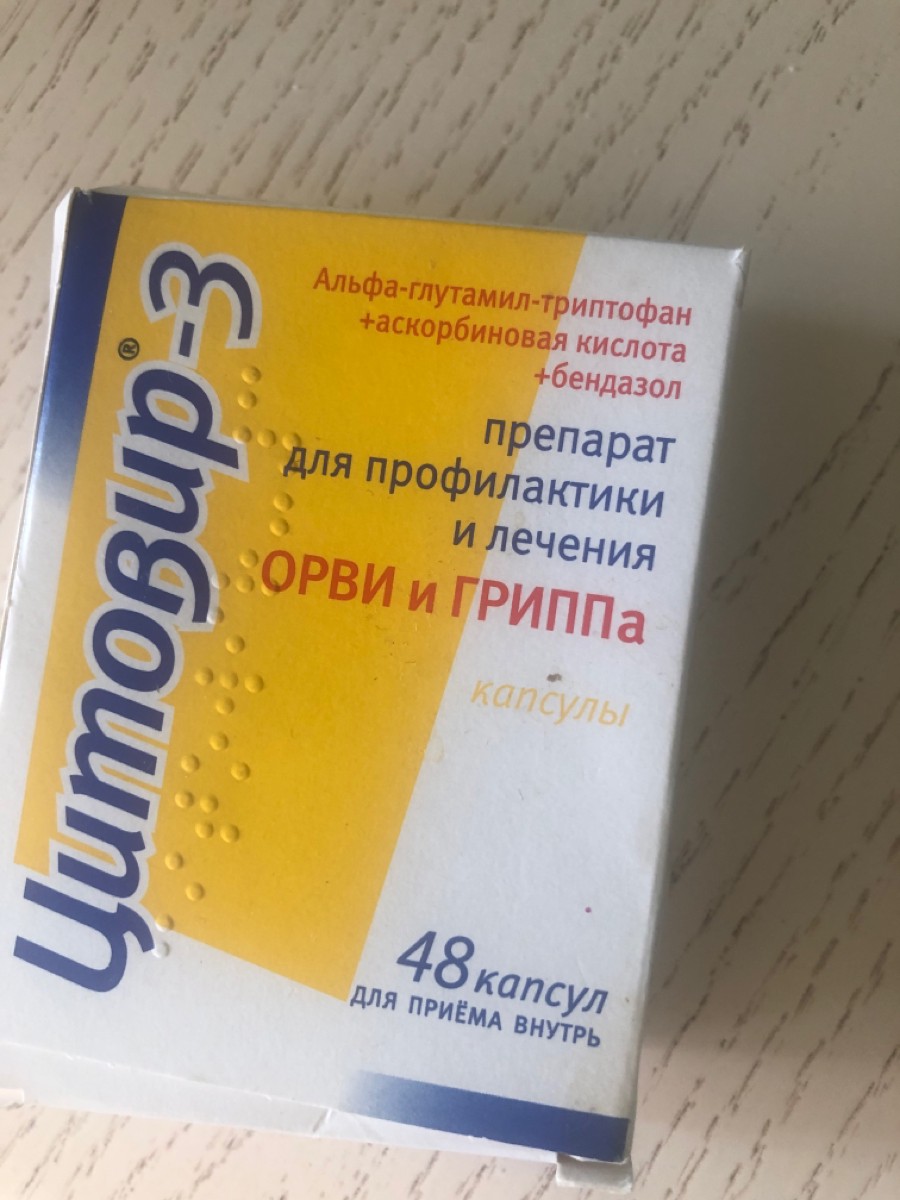 Цитовир®-3
Альфа-глутамил-триптофан
+аскорбиновая кислота
+бендазол
препарат
для профилактики
и лечения
ОРВИ и ГРИППа
капсулы
48 капсул
ДЛЯ ПРИЁМА ВНУТРЬ